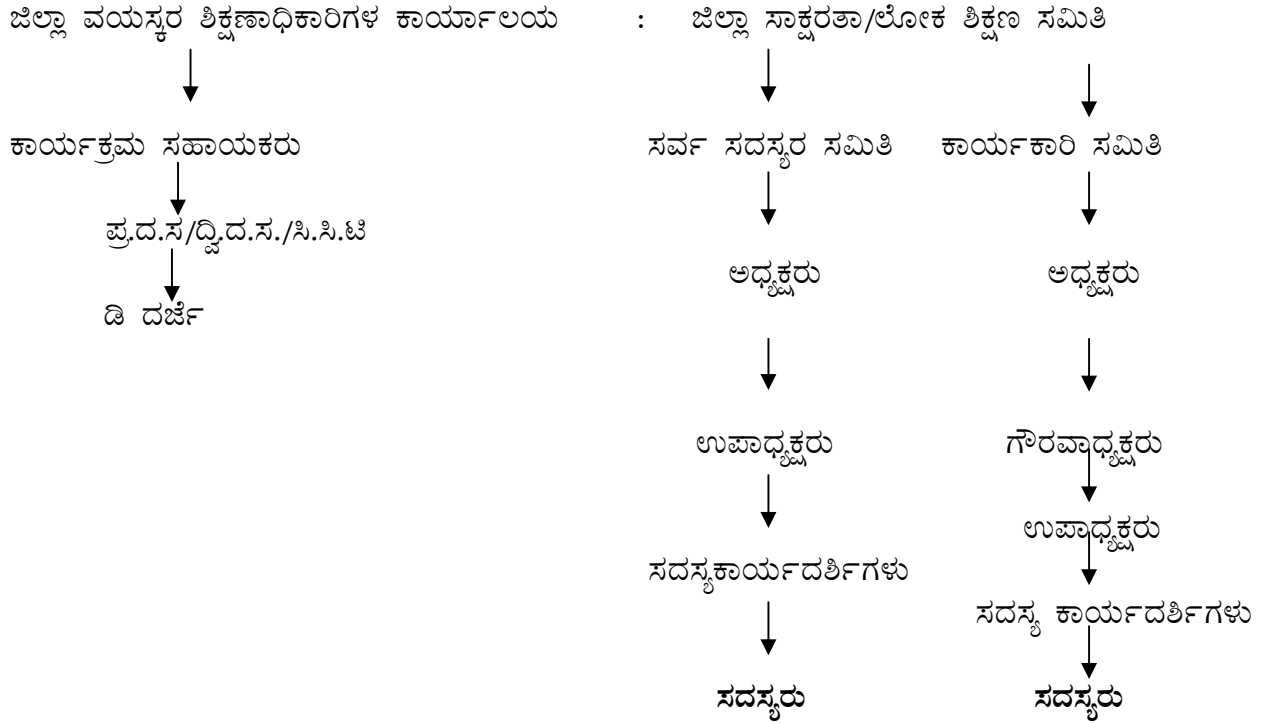 ಜಿಲ್ಲಾ ವಯಸ್ಕರ ಶಿಕ್ಷಣಾಧಿಕಾರಿಗಳ ಕಾರ್ಯಾಲಯ : ಜಿಲ್ಲಾ ಸಾಕ್ಷರತಾ/ಲೋಕ ಶಿಕ್ಷಣ ಸಮಿತಿ
ಕಾರ್ಯಕ್ರಮ ಸಹಾಯಕರು
ಪ್ರ.ದ.ಸ/ದ್ವಿ.ದ.ಸ./ಸಿ.ಸಿ.ಟಿ
ಡಿ ದರ್ಜೆ
ಸರ್ವ ಸದಸ್ಯರ ಸಮಿತಿ
ಅಧ್ಯಕ್ಷರು
ಉಪಾಧ್ಯಕ್ಷರು
ಸದಸ್ಯಕಾರ್ಯದರ್ಶಿಗಳು
ಸದಸ್ಯರು
ಕಾರ್ಯಕಾರಿ ಸಮಿತಿ
ಅಧ್ಯಕ್ಷರು
ಗೌರವಾಧ್ಯಕ್ಷರು
ಉಪಾಧ್ಯಕ್ಷರು
ಸದಸ್ಯ ಕಾರ್ಯದರ್ಶಿಗಳು
ಸದಸ್ಯರು